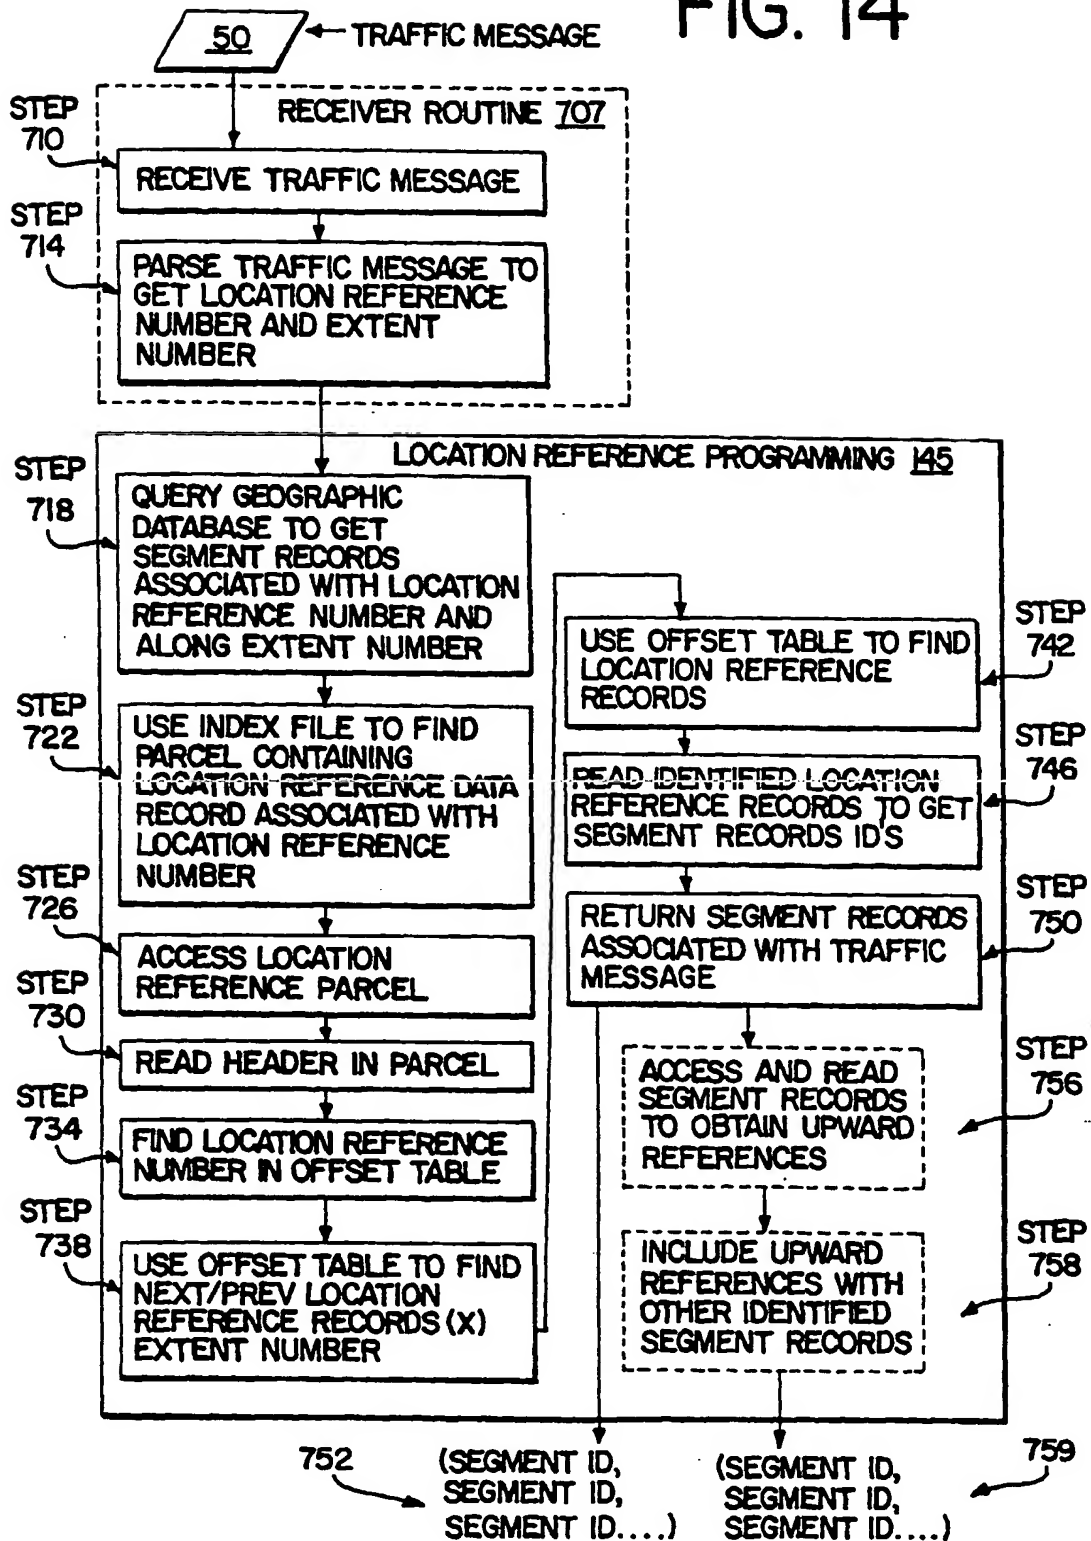 FIG. 14
50
TRAFFIC MESSAGE
RECEIVER ROUTINE 707
STEP
710
RECEIVE TRAFFIC MESSAGE
STEP
714
PARSE TRAFFIC MESSAGE TO
GET LOCATION REFERENCE
NUMBER AND EXTENT
NUMBER
LOCATION REFERENCE PROGRAMMING 145
STEP
718
QUERY GEOGRAPHIC
DATABASE TO GET
SEGMENT RECORDS
ASSOCIATED WITH LOCATION
REFERENCE NUMBER AND
ALONG EXTENT NUMBER
STEP
722
USE INDEX FILE TO FIND
PARCEL CONTAINING
LOCATION REFERENCE DATA
RECORD ASSOCIATED WITH
LOCATION REFERENCE
NUMBER
STEP
726
ACCESS LOCATION
REFERENCE PARCEL
STEP
730
READ HEADER IN PARCEL
STEP
734
FIND LOCATION REFERENCE
NUMBER IN OFFSET TABLE
STEP
738
USE OFFSET TABLE TO FIND
NEXT/PREV LOCATION
REFERENCE RECORDS (X)
EXTENT NUMBER
USE OFFSET TABLE TO FIND
LOCATION REFERENCE
RECORDS
STEP
742
READ IDENTIFIED LOCATION
REFERENCE RECORDS TO GET
SEGMENT RECORDS ID'S
STEP
746
RETURN SEGMENT RECORDS
ASSOCIATED WITH TRAFFIC
MESSAGE
STEP
750
ACCESS AND READ
SEGMENT RECORDS
TO OBTAIN UPWARD
REFERENCES
STEP
756
INCLUDE UPWARD
REFERENCES WITH
OTHER IDENTIFIED
SEGMENT RECORDS
STEP
758
752
(SEGMENT ID,
SEGMENT ID,
SEGMENT ID....)
(SEGMENT ID,
SEGMENT ID,
SEGMENT ID....)
759